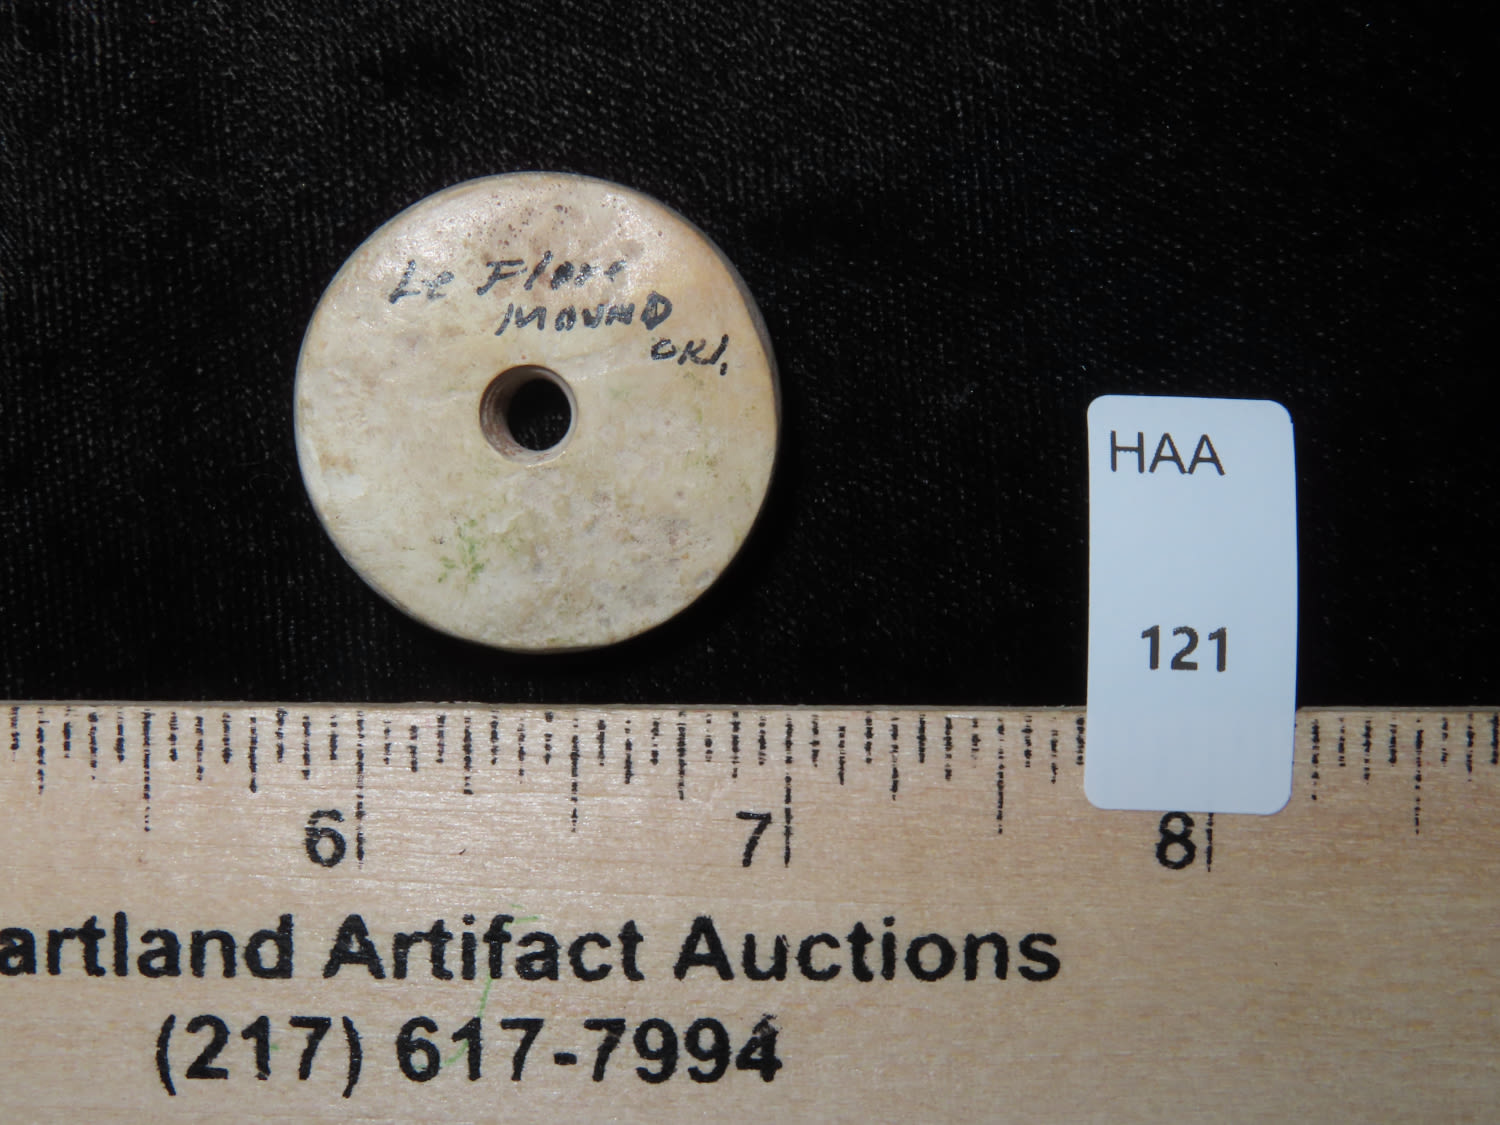 Le Flore
MOUND
OKl.
HAA
121
6 7 8
artland Artifact Auctions
(217) 617-7994